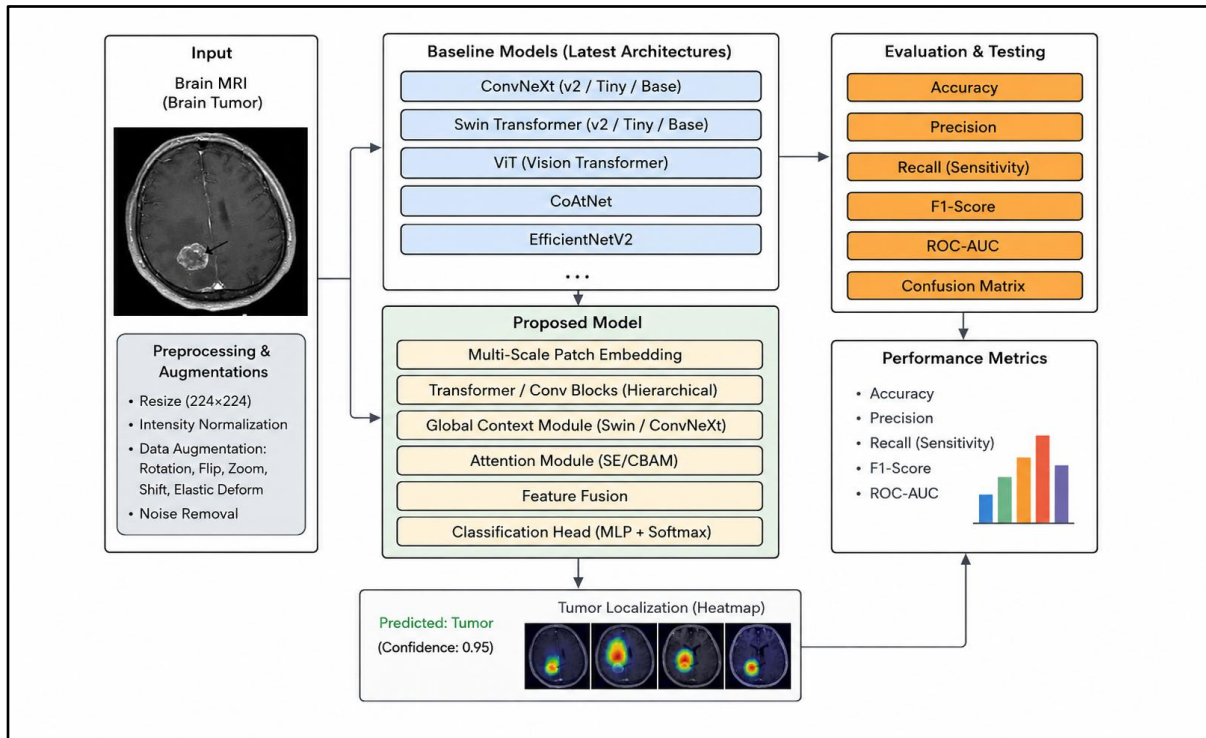 Input
Brain MRI
(Brain Tumor)
Preprocessing &
Augmentations
• Resize (224×224)
• Intensity Normalization
• Data Augmentation:
Rotation, Flip, Zoom,
Shift, Elastic Deform
• Noise Removal
Baseline Models (Latest Architectures)
ConvNeXt (v2 / Tiny / Base)
Swin Transformer (v2 / Tiny / Base)
ViT (Vision Transformer)
CoAtNet
EfficientNetV2
...
Proposed Model
Multi-Scale Patch Embedding
Transformer / Conv Blocks (Hierarchical)
Global Context Module (Swin / ConvNeXt)
Attention Module (SE/CBAM)
Feature Fusion
Classification Head (MLP + Softmax)
Predicted: Tumor
(Confidence: 0.95)
Tumor Localization (Heatmap)
Evaluation & Testing
Accuracy
Precision
Recall (Sensitivity)
F1-Score
ROC-AUC
Confusion Matrix
Performance Metrics
• Accuracy
• Precision
• Recall (Sensitivity)
• F1-Score
• ROC-AUC